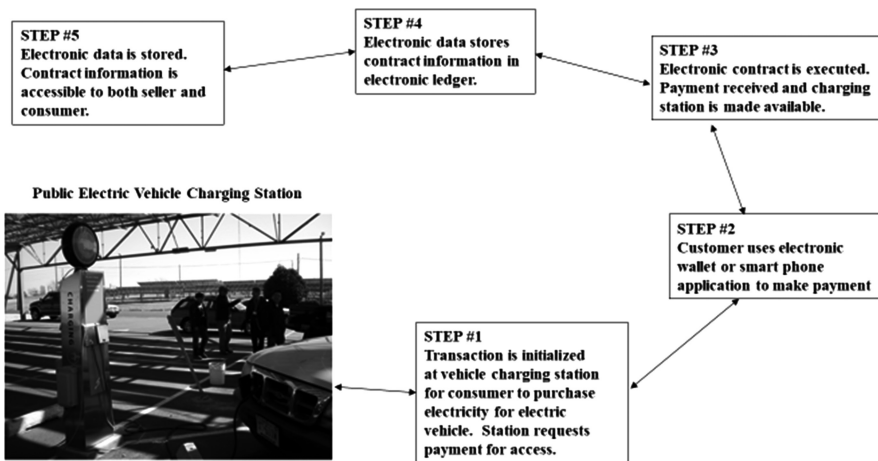 STEP #5
Electronic data is stored.
Contract information is
accessible to both seller and
consumer.
STEP #4
Electronic data stores
contract information in
electronic ledger.
STEP #3
Electronic contract is executed.
Payment received and charging
station is made available.
Public Electric Vehicle Charging Station
CHARGING
STEP #2
Customer uses electronic
wallet or smart phone
application to make payment
STEP #1
Transaction is initialized
at vehicle charging station
for consumer to purchase
electricity for electric
vehicle. Station requests
payment for access.